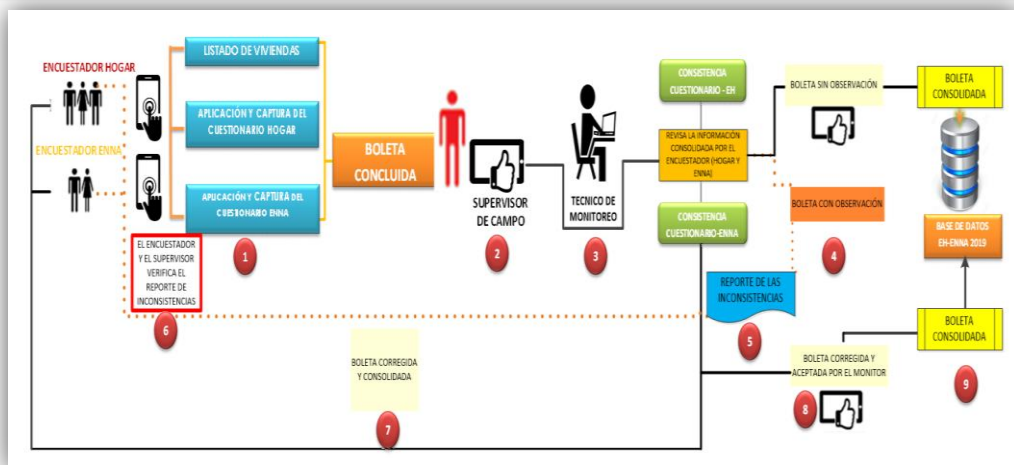 ENCUESTADOR HOGAR
ENCUESTADOR ENNA
LISTADO DE VIVIENDAS
APLICACIÓN Y CAPTURA DEL
CUESTIONARIO HOGAR
APLICACIÓN Y CAPTURA DEL
CUESTIONARIO ENNA
1
BOLETA
CONCLUIDA
SUPERVISOR
DE CAMPO
2
TECNICO DE
MONITOREO
3
CONSISTENCIA
CUESTIONARIO - EH
REVISA LA INFORMACIÓN
CONSOLIDADA POR EL
ENCUESTADOR (HOGAR Y
ENNA)
CONSISTENCIA
CUESTIONARIO-ENNA
BOLETA SIN OBSERVACIÓN
BOLETA
CONSOLIDADA
BOLETA CON OBSERVACIÓN
4
BASE DE DATOS
EH-ENNA 2019
REPORTE DE LAS
INCONSISTENCIAS
5
EL ENCUESTADOR
Y EL SUPERVISOR
VERIFICA EL
REPORTE DE
INCONSISTENCIAS
6
BOLETA CORREGIDA
Y CONSOLIDADA
7
BOLETA CORREGIDA Y
ACEPTADA POR EL MONITOR
8
BOLETA
CONSOLIDADA
9